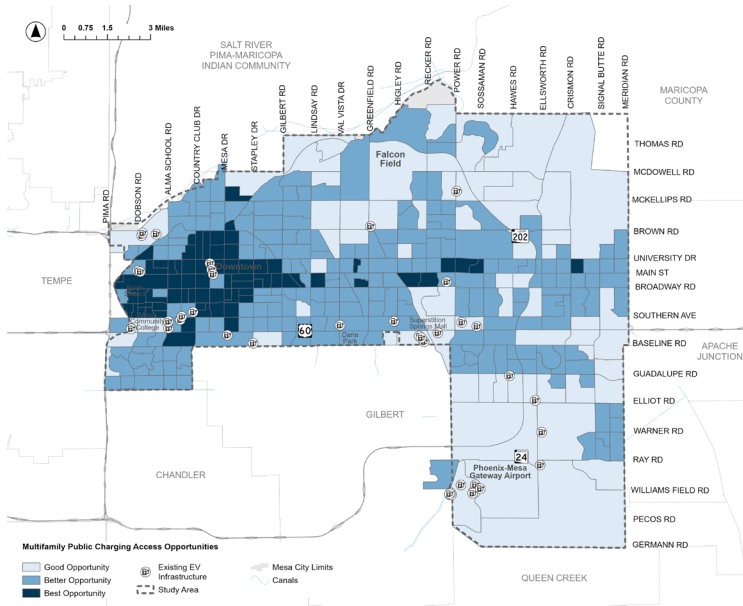 0 1.5 3 Miles
SALT RIVER
PIMA-MARICOPA
INDIAN COMMUNITY
MARICOPA
COUNTY
PIMA RD
DOBSON RD
ALMA SCHOOL RD
COUNTRY CLUB DR
MESA DR
STAPLEY DR
GILBERT RD
LINDSAY RD
VAL VISTA DR
GREENFIELD RD
HIGLEY RD
RECKER RD
POWER RD
SOSSAMAN RD
HAWES RD
ELLSWORTH RD
CRISMON RD
SIGNAL BUTTE RD
MERIDIAN RD
THOMAS RD
MCDOWELL RD
MCKELLIPS RD
BROWN RD
UNIVERSITY DR
MAIN ST
BROADWAY RD
SOUTHERN AVE
BASELINE RD
GUADALUPE RD
ELLIOT RD
WARNER RD
RAY RD
WILLIAMS FIELD RD
PECOS RD
GERMANN RD
Falcon
Field
202
TEMPE
Downtown
Community
College
60
Dana
Park
Superstition
Springs Mall
APACHE
JUNCTION
GILBERT
CHANDLER
24
Phoenix-Mesa
Gateway Airport
QUEEN CREEK
Multifamily Public Charging Access Opportunities
Good Opportunity
Better Opportunity
Best Opportunity
Existing EV
Infrastructure
Study Area
Mesa City Limits
Canals